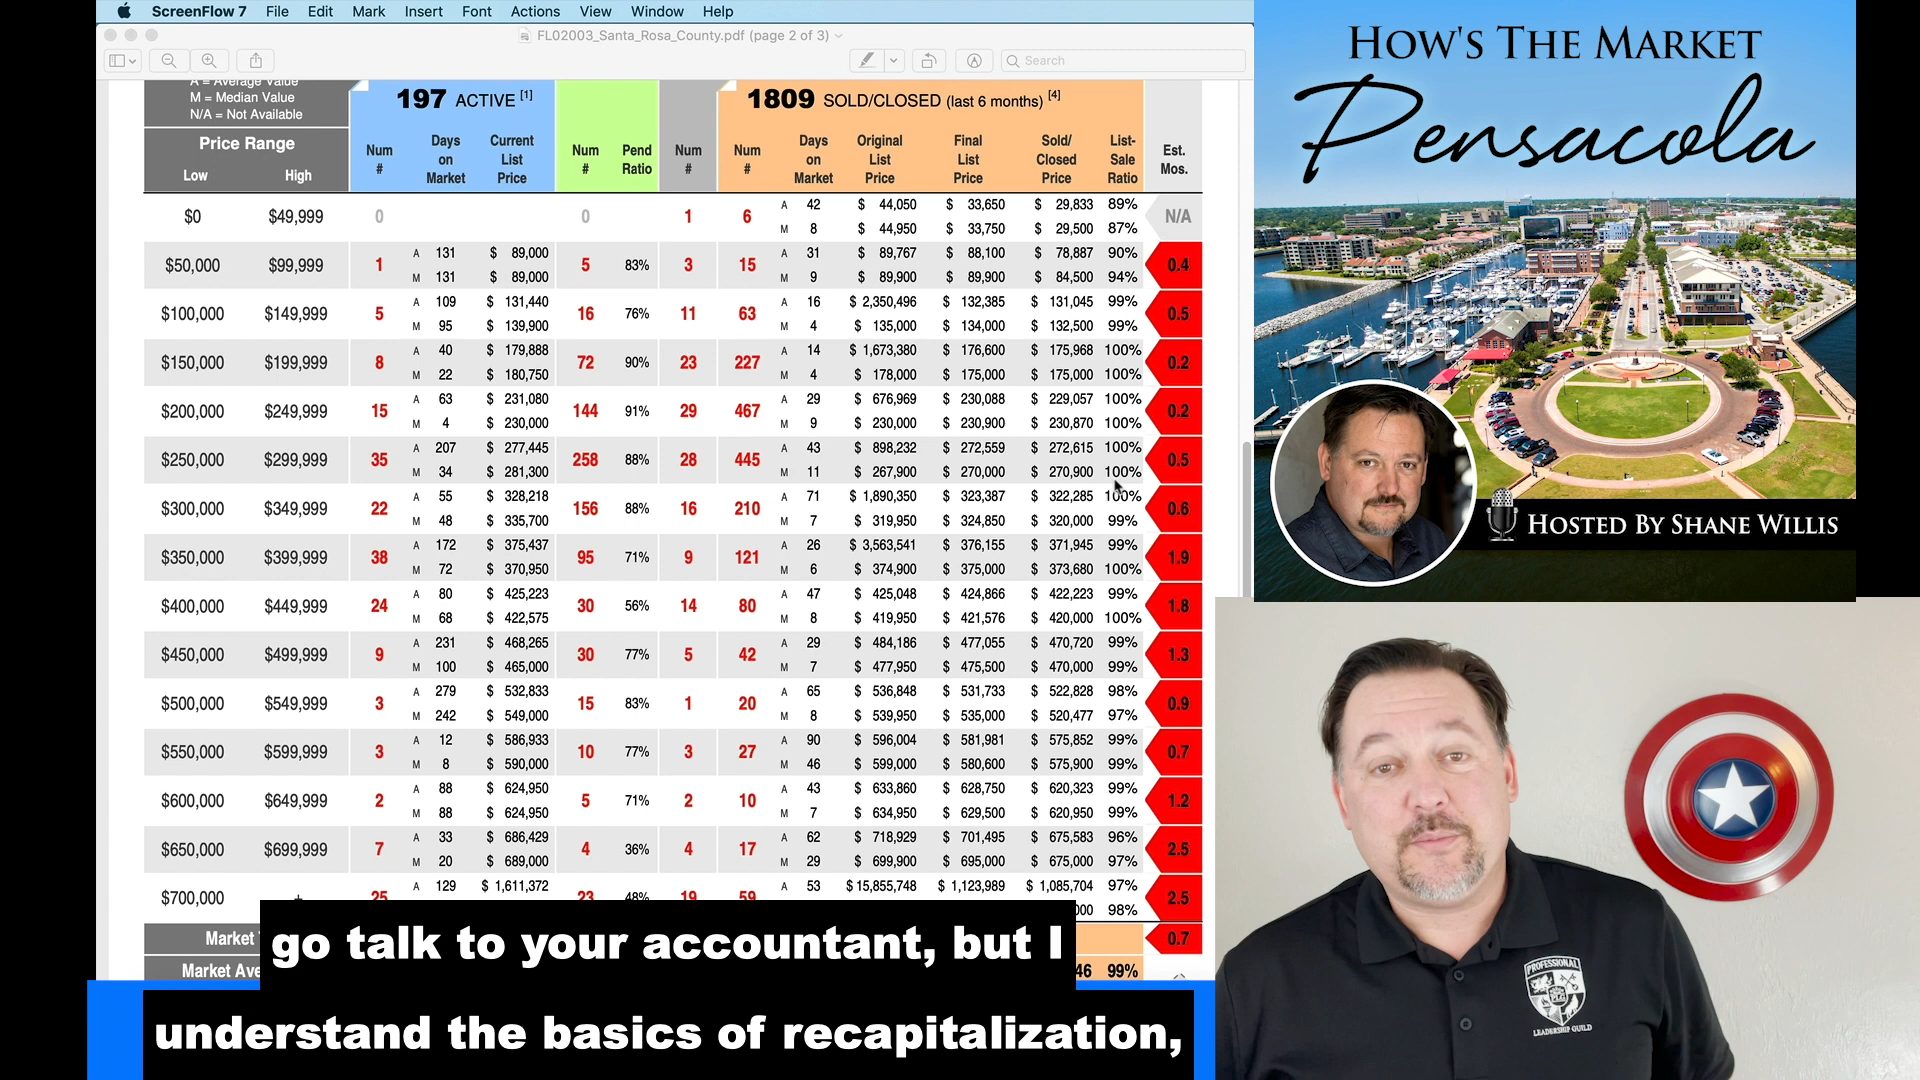 ScreenFlow 7 File Edit Mark Insert Font Actions View Window Help
FL02003_Santa_Rosa_County.pdf (page 2 of 3)
Search
A = Average Value
M = Median Value
N/A = Not Available
197 ACTIVE [1]
1809 SOLD/CLOSED (last 6 months) [4]
Price Range
Low High
Num # Days on Market Current List Price Num # Pend Ratio Num # Num # Days on Market Original List Price Final List Price Sold/Closed Price List-Sale Ratio Est. Mos.
$0 $49,999 0 0 1 6 A 42 $ 44,050 $ 33,650 $ 29,833 89% N/A
M 8 $ 44,950 $ 33,750 $ 29,500 87%
$50,000 $99,999 1 A 131 $ 89,000 5 83% 3 15 A 31 $ 89,767 $ 88,100 $ 78,887 90% 0.4
M 131 $ 89,000 M 9 $ 89,900 $ 89,900 $ 84,500 94%
$100,000 $149,999 5 A 109 $ 131,440 16 76% 11 63 A 16 $ 2,350,496 $ 132,385 $ 131,045 99% 0.5
M 95 $ 139,900 M 4 $ 135,000 $ 134,000 $ 132,500 99%
$150,000 $199,999 8 A 40 $ 179,888 72 90% 23 227 A 14 $ 1,673,380 $ 176,600 $ 175,968 100% 0.2
M 22 $ 180,750 M 4 $ 178,000 $ 175,000 $ 175,000 100%
$200,000 $249,999 15 A 63 $ 231,080 144 91% 29 467 A 29 $ 676,969 $ 230,088 $ 229,057 100% 0.2
M 4 $ 230,000 M 9 $ 230,000 $ 230,900 $ 230,870 100%
$250,000 $299,999 35 A 207 $ 277,445 258 88% 28 445 A 43 $ 898,232 $ 272,559 $ 272,615 100% 0.5
M 34 $ 281,300 M 11 $ 267,900 $ 270,000 $ 270,900 100%
$300,000 $349,999 22 A 55 $ 328,218 156 88% 16 210 A 71 $ 1,890,350 $ 323,387 $ 322,285 100% 0.6
M 48 $ 335,700 M 7 $ 319,950 $ 324,850 $ 320,000 99%
$350,000 $399,999 38 A 172 $ 375,437 95 71% 9 121 A 26 $ 3,563,541 $ 376,155 $ 371,945 99% 1.9
M 72 $ 370,950 M 6 $ 374,900 $ 375,000 $ 373,680 100%
$400,000 $449,999 24 A 80 $ 425,223 30 56% 14 80 A 47 $ 425,048 $ 424,866 $ 422,223 99% 1.8
M 68 $ 422,575 M 8 $ 419,950 $ 421,576 $ 420,000 100%
$450,000 $499,999 9 A 231 $ 468,265 30 77% 5 42 A 29 $ 484,186 $ 477,055 $ 470,720 99% 1.3
M 100 $ 465,000 M 7 $ 477,950 $ 475,500 $ 470,000 99%
$500,000 $549,999 3 A 279 $ 532,833 15 83% 1 20 A 65 $ 536,848 $ 531,733 $ 522,828 98% 0.9
M 242 $ 549,000 M 8 $ 539,950 $ 535,000 $ 520,477 97%
$550,000 $599,999 3 A 12 $ 586,933 10 77% 3 27 A 90 $ 596,004 $ 581,981 $ 575,852 99% 0.7
M 8 $ 590,000 M 46 $ 599,000 $ 580,600 $ 575,900 99%
$600,000 $649,999 2 A 88 $ 624,950 5 71% 2 10 A 43 $ 633,860 $ 628,750 $ 620,323 99% 1.2
M 88 $ 624,950 M 7 $ 634,950 $ 629,500 $ 620,950 99%
$650,000 $699,999 7 A 33 $ 686,429 4 36% 4 17 A 62 $ 718,929 $ 701,495 $ 675,583 96% 2.5
M 20 $ 689,000 M 29 $ 699,900 $ 695,000 $ 675,000 97%
$700,000 + 25 A 129 $ 1,611,372 23 48% 19 59 A 53 $ 15,855,748 $ 1,123,989 $ 1,085,704 97% 2.5
000 98%
Market 0.7
Market Ave 46 99%
go talk to your accountant, but I
understand the basics of recapitalization,
HOW'S THE MARKET
Pensacola
HOSTED BY SHANE WILLIS
PROFESSIONAL
LEADERSHIP GUILD